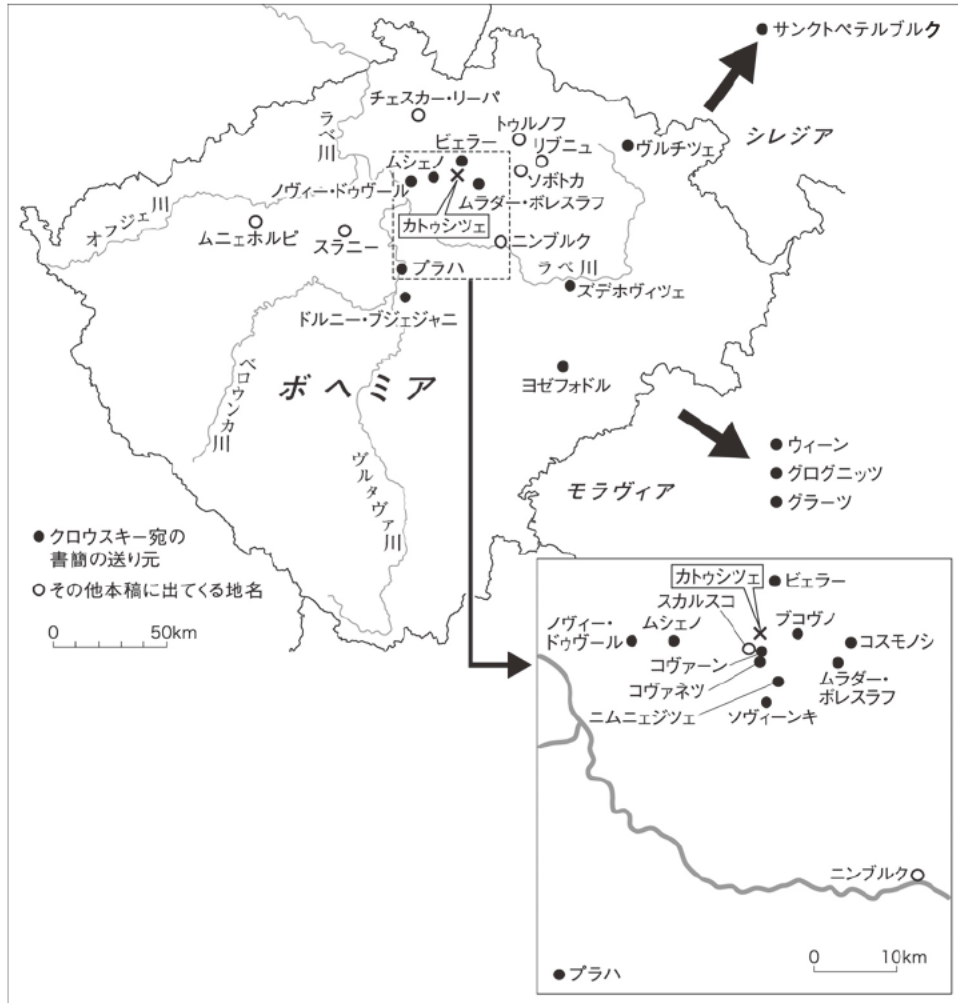 サンクトペテルブルク
チェスカー・リーパ
ラベ川
トゥルノフ
シレジア
ビェラー
リブニュ
ヴルチツェ
ムシェノ
ソボトカ
ノヴィー・ドゥヴール
ムラダー・ボレスラフ
オフジェ川
カトゥシツェ
ムニェホルピ
スラニー
ニンブルク
プラハ
ラベ川
ズデホヴィツェ
ドルニー・ブジェジャニ
ベロウンカ川
ボヘミア
ヨゼフォドル
ヴルタヴァ川
ウィーン
グログニッツ
モラヴィア
グラーツ
クロウスキー宛の
書簡の送り元
その他本稿に出てくる地名
0 50km
カトゥシツェ
ビェラー
スカルスコ
ブコヴノ
ノヴィー・
ドゥヴール
ムシェノ
コスモノシ
コヴァーン
ムラダー・
ボレスラフ
コヴァネツ
ニムニェジツェ
ソヴィーンキ
ニンブルク
0 10km
プラハ